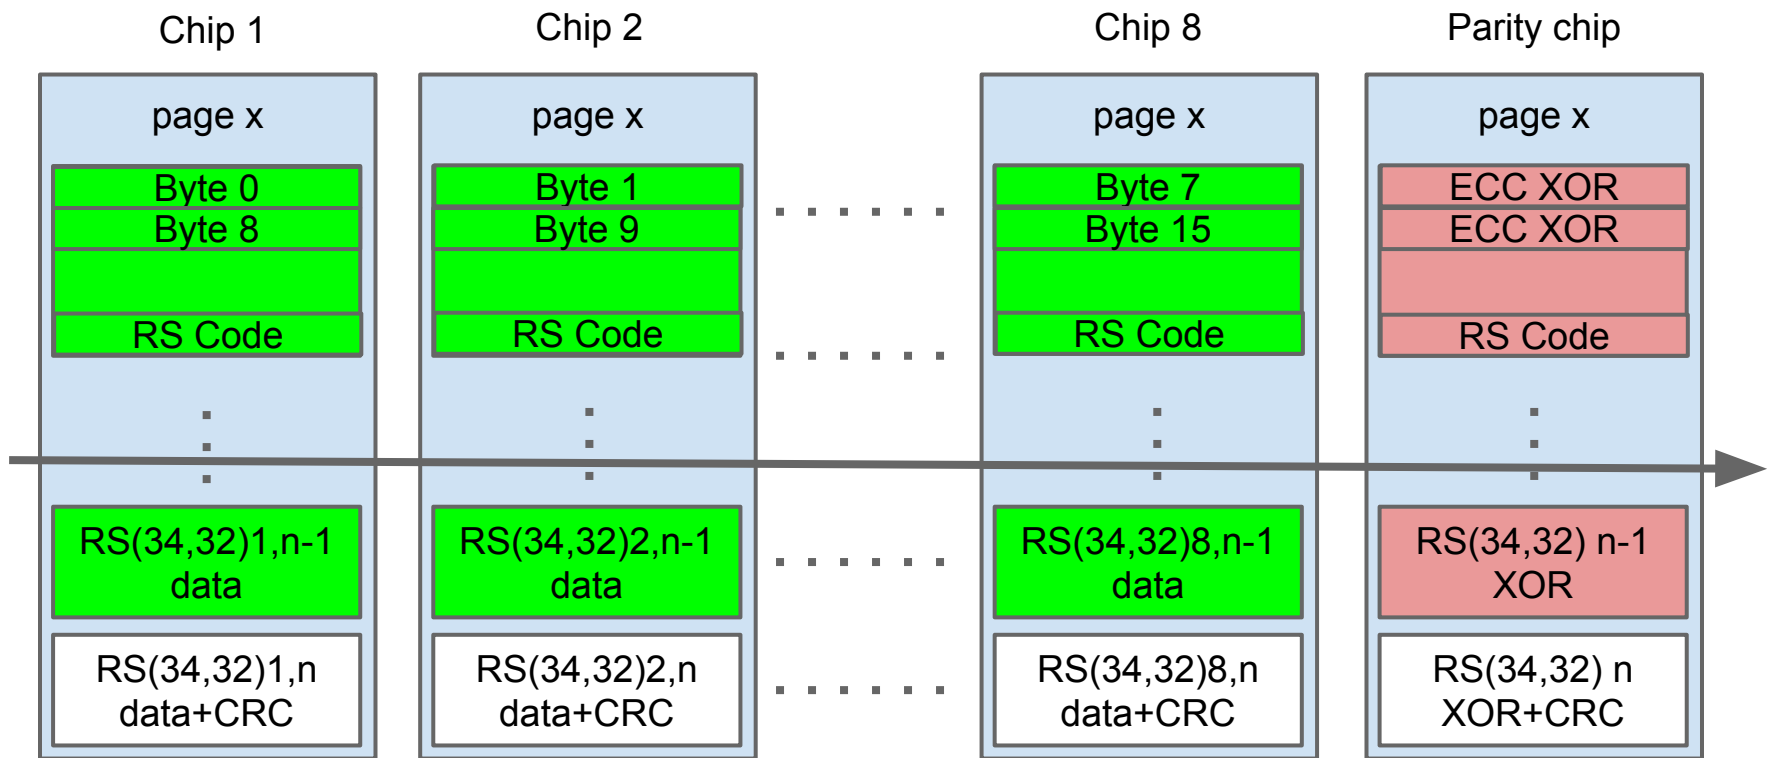 Chip 1
Chip 2
Chip 8
Parity chip
page x
page x
page x
page x
Byte 0
Byte 1
Byte 7
ECC XOR
Byte 8
Byte 9
Byte 15
ECC XOR
RS Code
RS Code
RS Code
RS Code
RS(34,32)1,n-1
data
RS(34,32)2,n-1
data
RS(34,32)8,n-1
data
RS(34,32) n-1
XOR
RS(34,32)1,n
data+CRC
RS(34,32)2,n
data+CRC
RS(34,32)8,n
data+CRC
RS(34,32) n
XOR+CRC